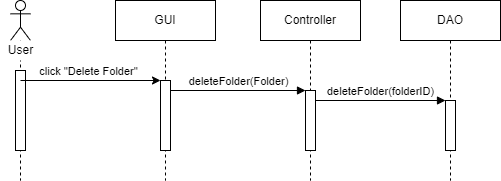 GUI
Controller
DAO
User
click "Delete Folder"
deleteFolder(Folder)
deleteFolder(folderID)